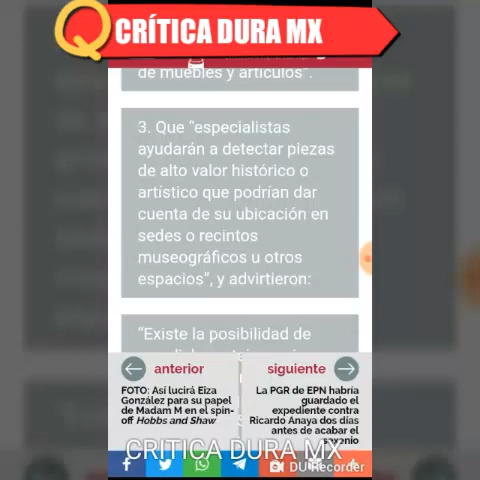 CRÍTICA DURA MX
de muebles y artículos".
3. Que "especialistas
ayudarán a detectar piezas
de alto valor histórico o
artístico que podrían dar
cuenta de su ubicación en
sedes o recintos
museográficos u otros
espacios", y advirtieron:
"Existe la posibilidad de
anterior
siguiente
FOTO: Así lucirá Eiza
González para su papel
de Madam M en el spin-
off Hobbs and Shaw
La PGR de EPN habría
guardado el
expediente contra
Ricardo Anaya dos días
antes de acabar el
sexenio
CRITICA DURA MX
DU Recorder